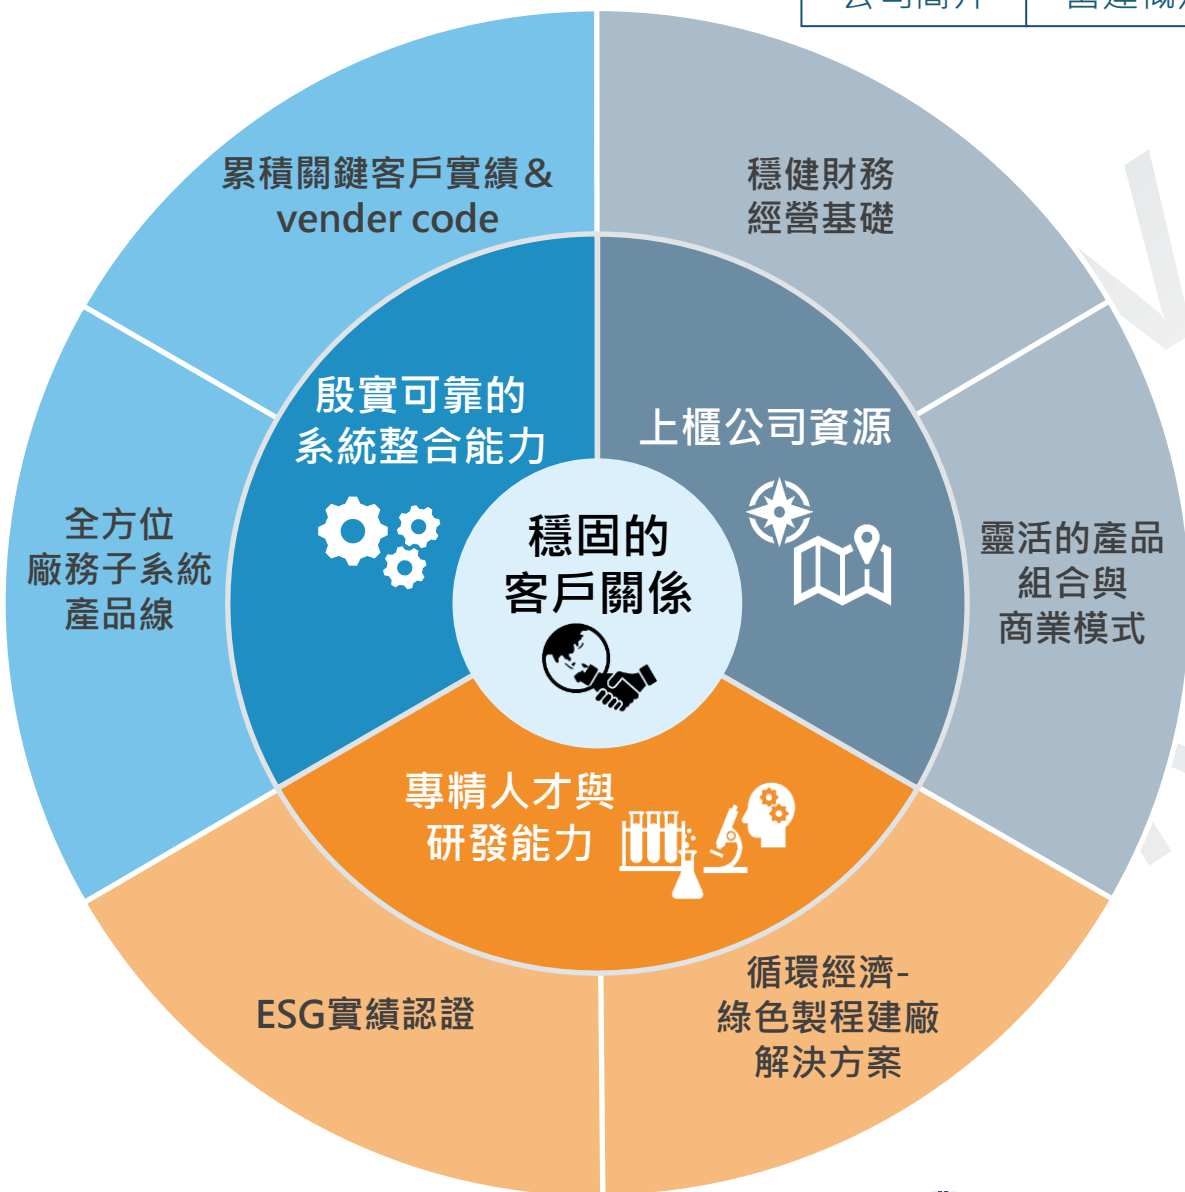 累積關鍵客戶實績&
vender code
穩健財務
經營基礎
殷實可靠的
系統整合能力
上櫃公司資源
全方位
廠務子系統
產品線
穩固的
客戶關係
靈活的產品
組合與
商業模式
專精人才與
研發能力
ESG實績認證
循環經濟-
綠色製程建廠
解決方案